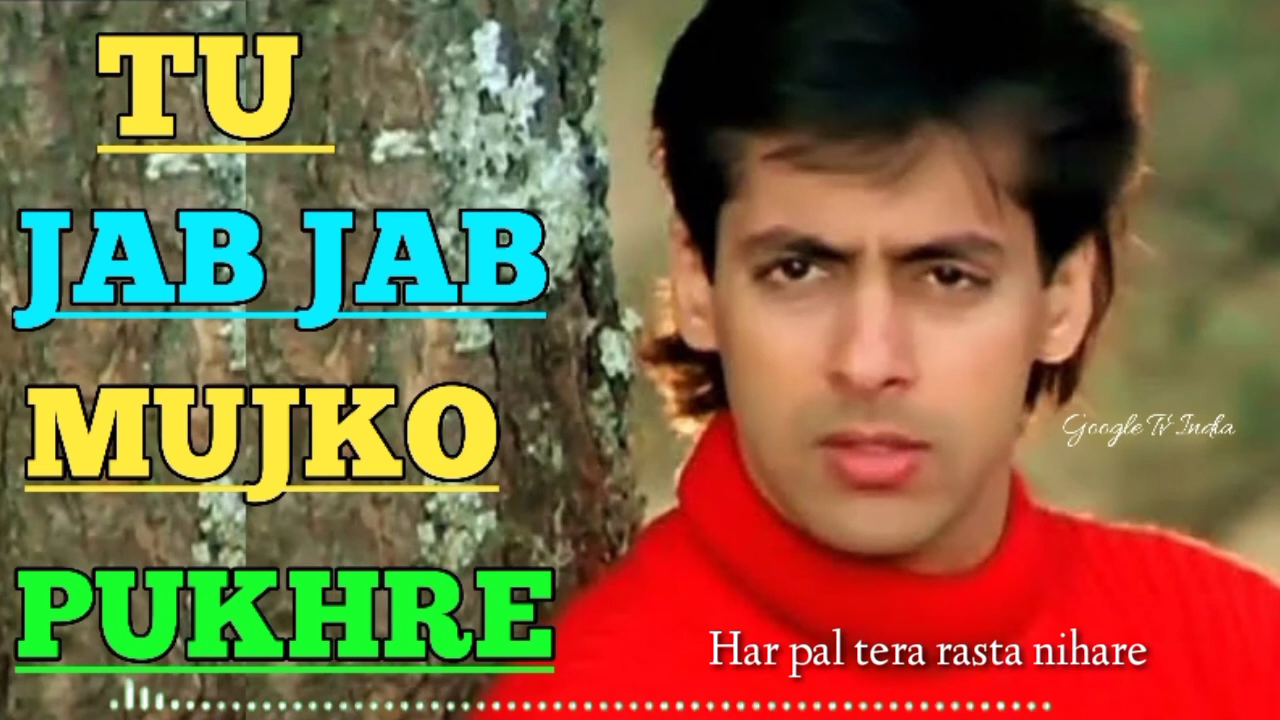 TU
JAB JAB
MUJKO
PUKHRE
Google Tv India
Har pal tera rasta nihare